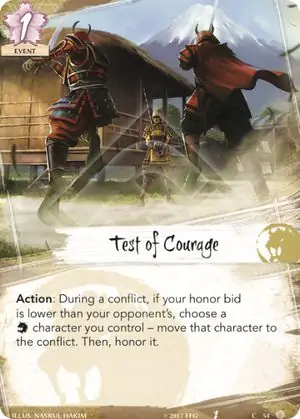 1
EVENT
Test of Courage
Action: During a conflict, if your honor bid
is lower than your opponent's, choose a
character you control – move that character to
the conflict. Then, honor it.
ILLUS: NASRUL HAKIM
©2017 FFG
C 54